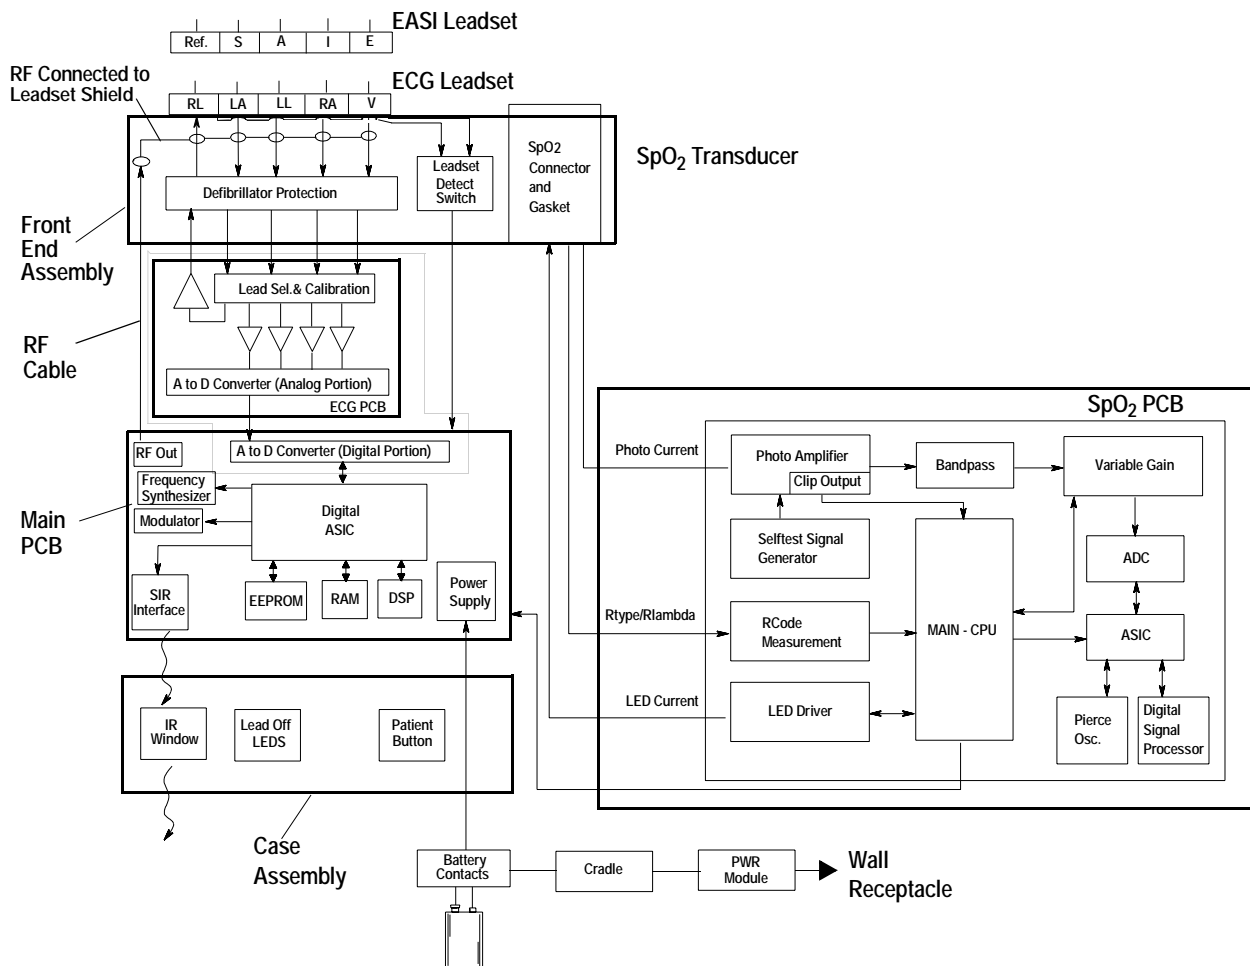 EASI Leadset
Ref. S A I E
RF Connected to
Leadset Shield
ECG Leadset
RL LA LL RA V
SpO2
Connector
and
Gasket
SpO2 Transducer
Leadset
Detect
Switch
Defibrillator Protection
Front
End
Assembly
Lead Sel.& Calibration
RF
Cable
A to D Converter (Analog Portion)
ECG PCB
SpO2 PCB
RF Out
A to D Converter (Digital Portion)
Frequency
Synthesizer
Modulator
Main
PCB
Digital
ASIC
SIR
Interface
EEPROM
RAM
DSP
Power
Supply
Photo Current
Photo Amplifier
Clip Output
Bandpass
Variable Gain
Selftest Signal
Generator
ADC
Rtype/Rlambda
RCode
Measurement
MAIN - CPU
ASIC
LED Current
LED Driver
Pierce
Osc.
Digital
Signal
Processor
IR
Window
Lead Off
LEDS
Patient
Button
Case
Assembly
Battery
Contacts
Cradle
PWR
Module
Wall
Receptacle